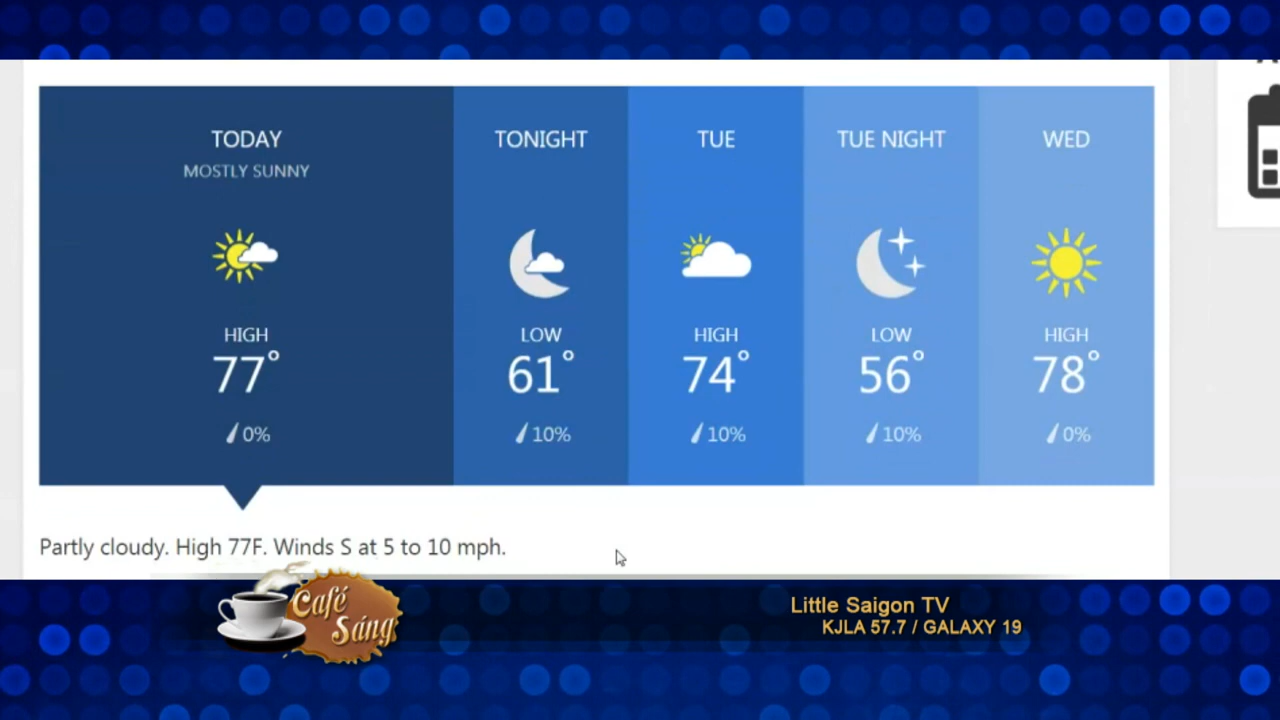 TODAY
MOSTLY SUNNY
HIGH
77°
0%
TONIGHT
LOW
61°
10%
TUE
HIGH
74°
10%
TUE NIGHT
LOW
56°
10%
WED
HIGH
78°
0%
Partly cloudy. High 77F. Winds S at 5 to 10 mph.
Café
Sáng
Little Saigon TV
KJLA 57.7 / GALAXY 19